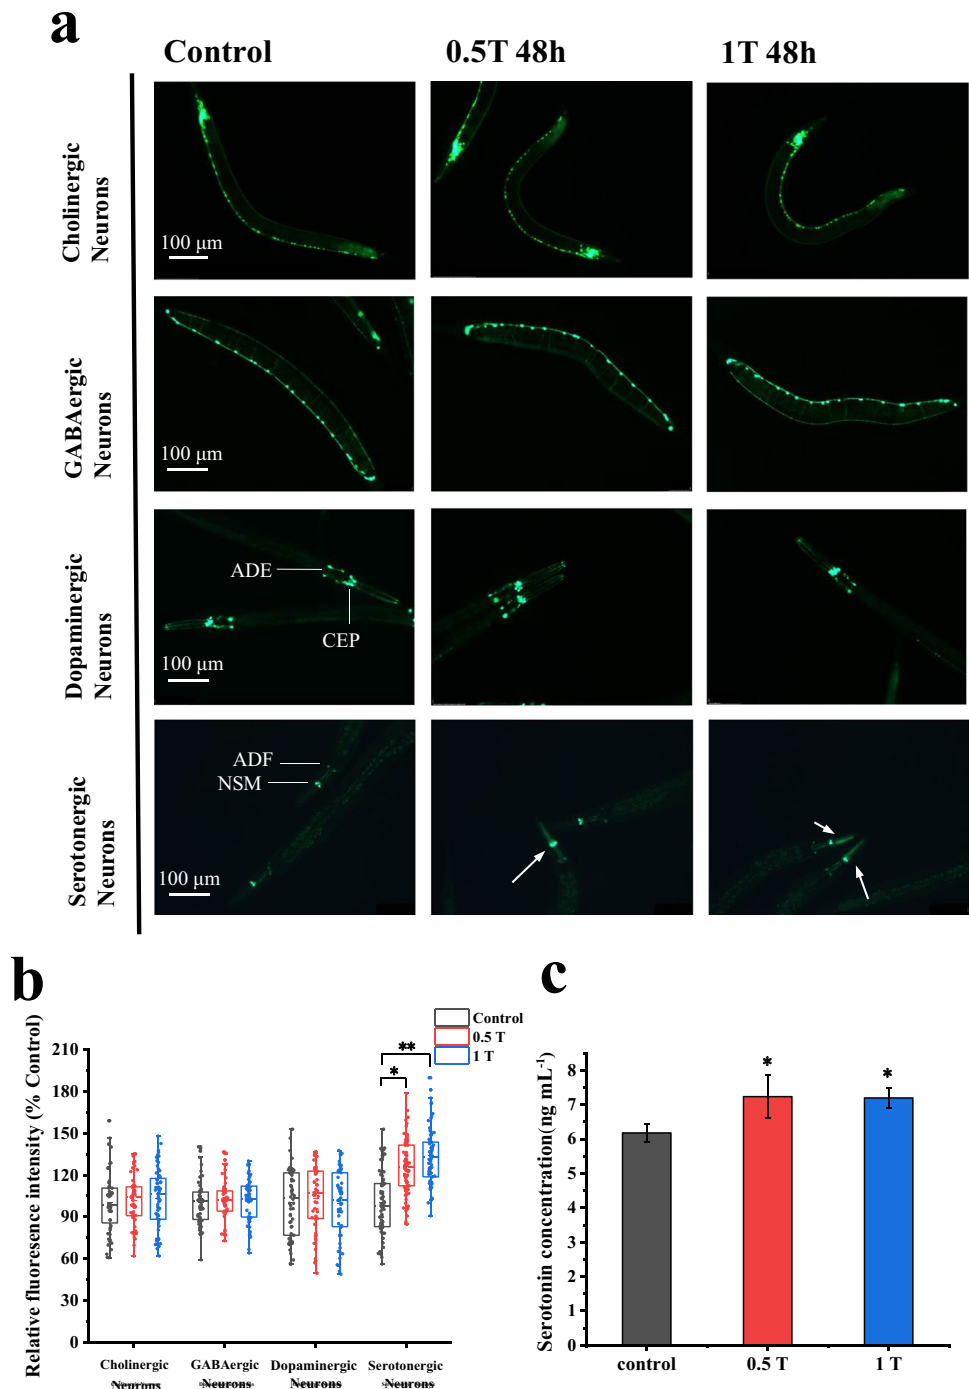 a
Control
0.5T 48h
1T 48h
Cholinergic
Neurons
100 μm
GABAergic
Neurons
100 μm
Dopaminergic
Neurons
ADE
CEP
100 μm
Serotonergic
Neurons
ADF
NSM
100 μm
b
Relative fluoresence intensity (% Control)
210
180
150
120
90
60
30
0
Control
0.5 T
1 T
*
**
Cholinergic
Neurons
GABAergic
Neurons
Dopaminergic
Neurons
Serotonergic
Neurons
c
Serotonin concentration(ng mL-1)
8
7
6
5
4
3
2
1
0
*
*
control
0.5 T
1 T